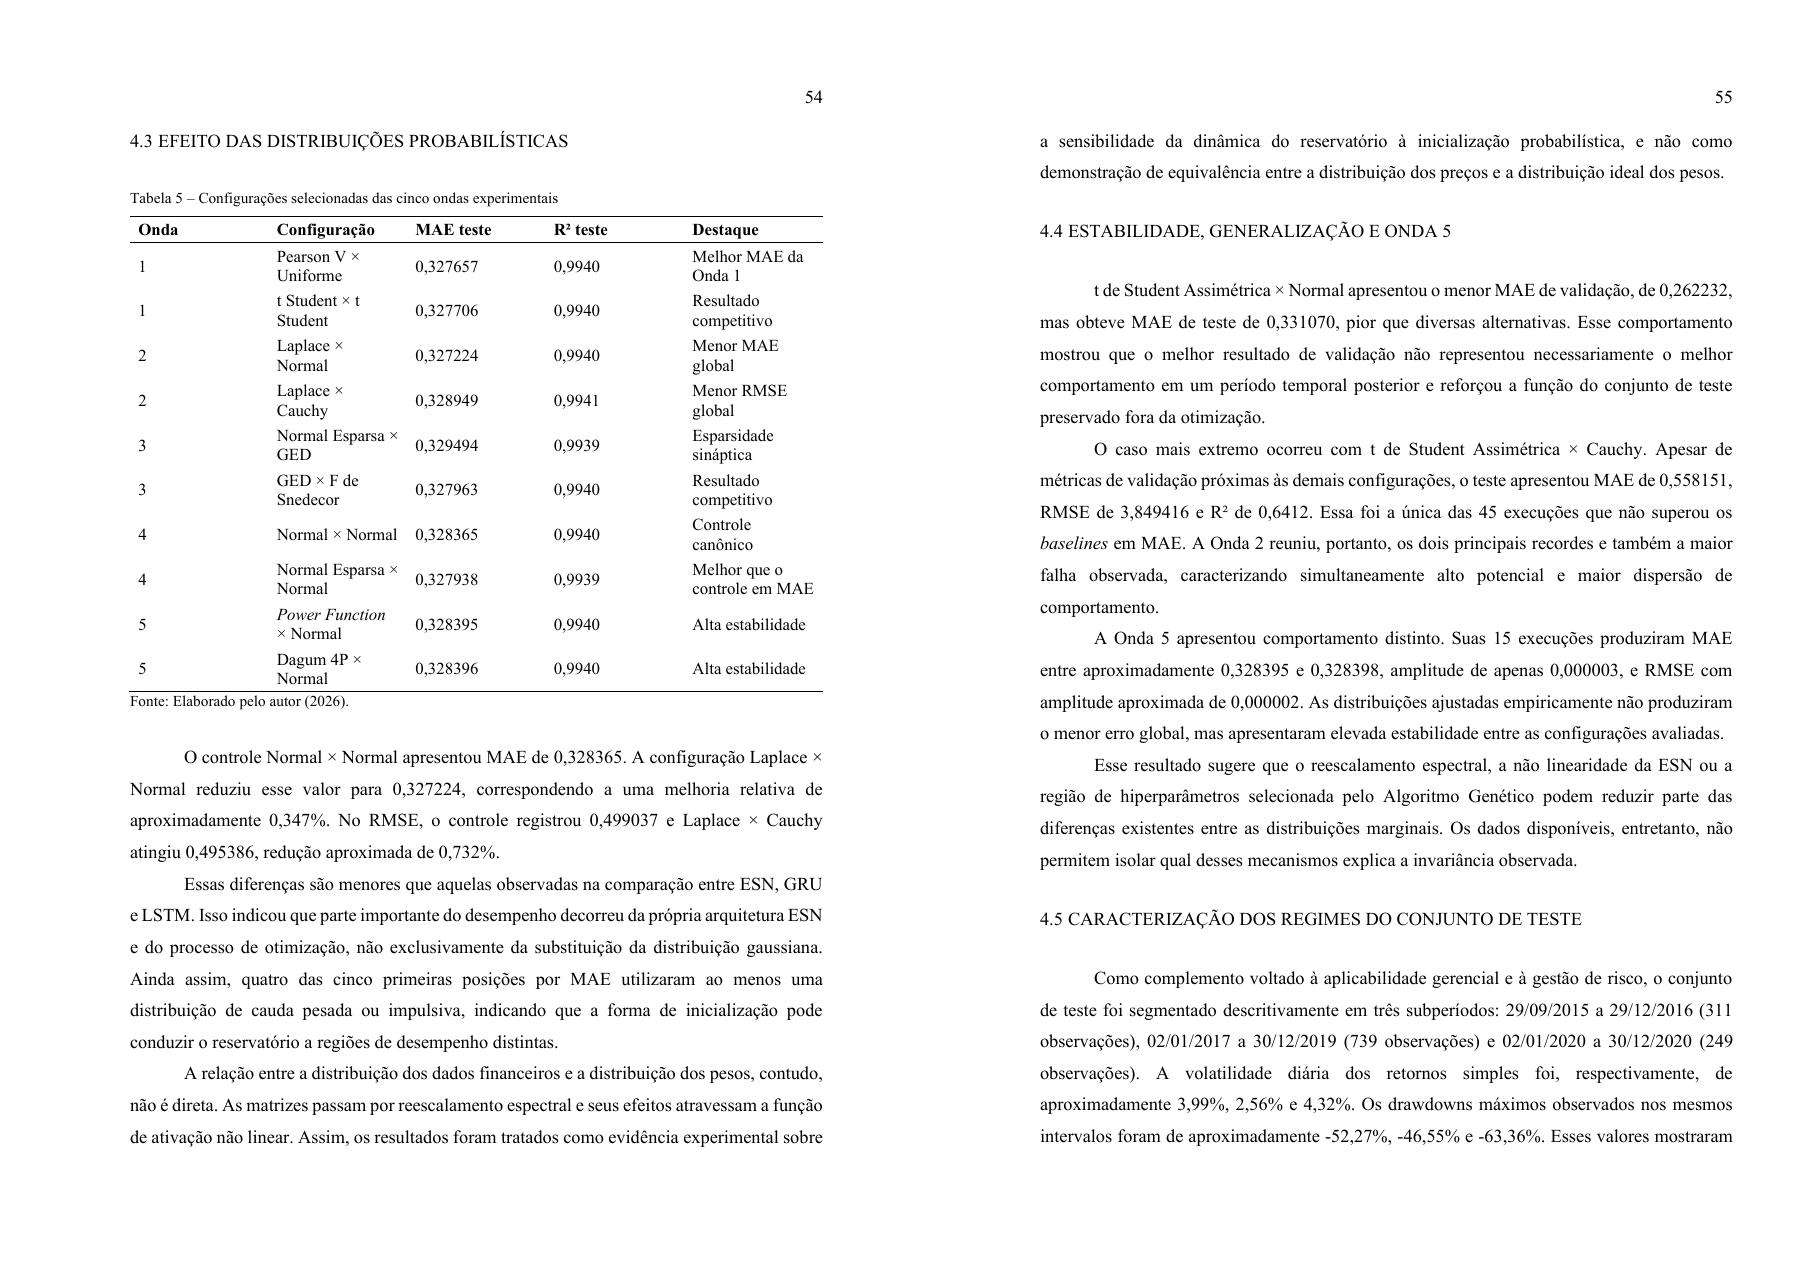 54
4.3 EFEITO DAS DISTRIBUIÇÕES PROBABILÍSTICAS
Tabela 5 – Configurações selecionadas das cinco ondas experimentais
Onda Configuração MAE teste R² teste Destaque
1 Pearson V × Uniforme 0,327657 0,9940 Melhor MAE da Onda 1
1 t Student × t Student 0,327706 0,9940 Resultado competitivo
2 Laplace × Normal 0,327224 0,9940 Menor MAE global
2 Laplace × Cauchy 0,328949 0,9941 Menor RMSE global
3 Normal Esparsa × GED 0,329494 0,9939 Esparsidade sináptica
3 GED × F de Snedecor 0,327963 0,9940 Resultado competitivo
4 Normal × Normal 0,328365 0,9940 Controle canônico
4 Normal Esparsa × Normal 0,327938 0,9939 Melhor que o controle em MAE
5 Power Function × Normal 0,328395 0,9940 Alta estabilidade
5 Dagum 4P × Normal 0,328396 0,9940 Alta estabilidade
Fonte: Elaborado pelo autor (2026).
O controle Normal × Normal apresentou MAE de 0,328365. A configuração Laplace ×
Normal reduziu esse valor para 0,327224, correspondendo a uma melhoria relativa de
aproximadamente 0,347%. No RMSE, o controle registrou 0,499037 e Laplace × Cauchy
atingiu 0,495386, redução aproximada de 0,732%.
Essas diferenças são menores que aquelas observadas na comparação entre ESN, GRU
e LSTM. Isso indicou que parte importante do desempenho decorreu da própria arquitetura ESN
e do processo de otimização, não exclusivamente da substituição da distribuição gaussiana.
Ainda assim, quatro das cinco primeiras posições por MAE utilizaram ao menos uma
distribuição de cauda pesada ou impulsiva, indicando que a forma de inicialização pode
conduzir o reservatório a regiões de desempenho distintas.
A relação entre a distribuição dos dados financeiros e a distribuição dos pesos, contudo,
não é direta. As matrizes passam por reescalamento espectral e seus efeitos atravessam a função
de ativação não linear. Assim, os resultados foram tratados como evidência experimental sobre
55
a sensibilidade da dinâmica do reservatório à inicialização probabilística, e não como
demonstração de equivalência entre a distribuição dos preços e a distribuição ideal dos pesos.
4.4 ESTABILIDADE, GENERALIZAÇÃO E ONDA 5
t de Student Assimétrica × Normal apresentou o menor MAE de validação, de 0,262232,
mas obteve MAE de teste de 0,331070, pior que diversas alternativas. Esse comportamento
mostrou que o melhor resultado de validação não representou necessariamente o melhor
comportamento em um período temporal posterior e reforçou a função do conjunto de teste
preservado fora da otimização.
O caso mais extremo ocorreu com t de Student Assimétrica × Cauchy. Apesar de
métricas de validação próximas às demais configurações, o teste apresentou MAE de 0,558151,
RMSE de 3,849416 e R² de 0,6412. Essa foi a única das 45 execuções que não superou os
baselines em MAE. A Onda 2 reuniu, portanto, os dois principais recordes e também a maior
falha observada, caracterizando simultaneamente alto potencial e maior dispersão de
comportamento.
A Onda 5 apresentou comportamento distinto. Suas 15 execuções produziram MAE
entre aproximadamente 0,328395 e 0,328398, amplitude de apenas 0,000003, e RMSE com
amplitude aproximada de 0,000002. As distribuições ajustadas empiricamente não produziram
o menor erro global, mas apresentaram elevada estabilidade entre as configurações avaliadas.
Esse resultado sugere que o reescalamento espectral, a não linearidade da ESN ou a
região de hiperparâmetros selecionada pelo Algoritmo Genético podem reduzir parte das
diferenças existentes entre as distribuições marginais. Os dados disponíveis, entretanto, não
permitem isolar qual desses mecanismos explica a invariância observada.
4.5 CARACTERIZAÇÃO DOS REGIMES DO CONJUNTO DE TESTE
Como complemento voltado à aplicabilidade gerencial e à gestão de risco, o conjunto
de teste foi segmentado descritivamente em três subperíodos: 29/09/2015 a 29/12/2016 (311
observações), 02/01/2017 a 30/12/2019 (739 observações) e 02/01/2020 a 30/12/2020 (249
observações). A volatilidade diária dos retornos simples foi, respectivamente, de
aproximadamente 3,99%, 2,56% e 4,32%. Os drawdowns máximos observados nos mesmos
intervalos foram de aproximadamente -52,27%, -46,55% e -63,36%. Esses valores mostraram